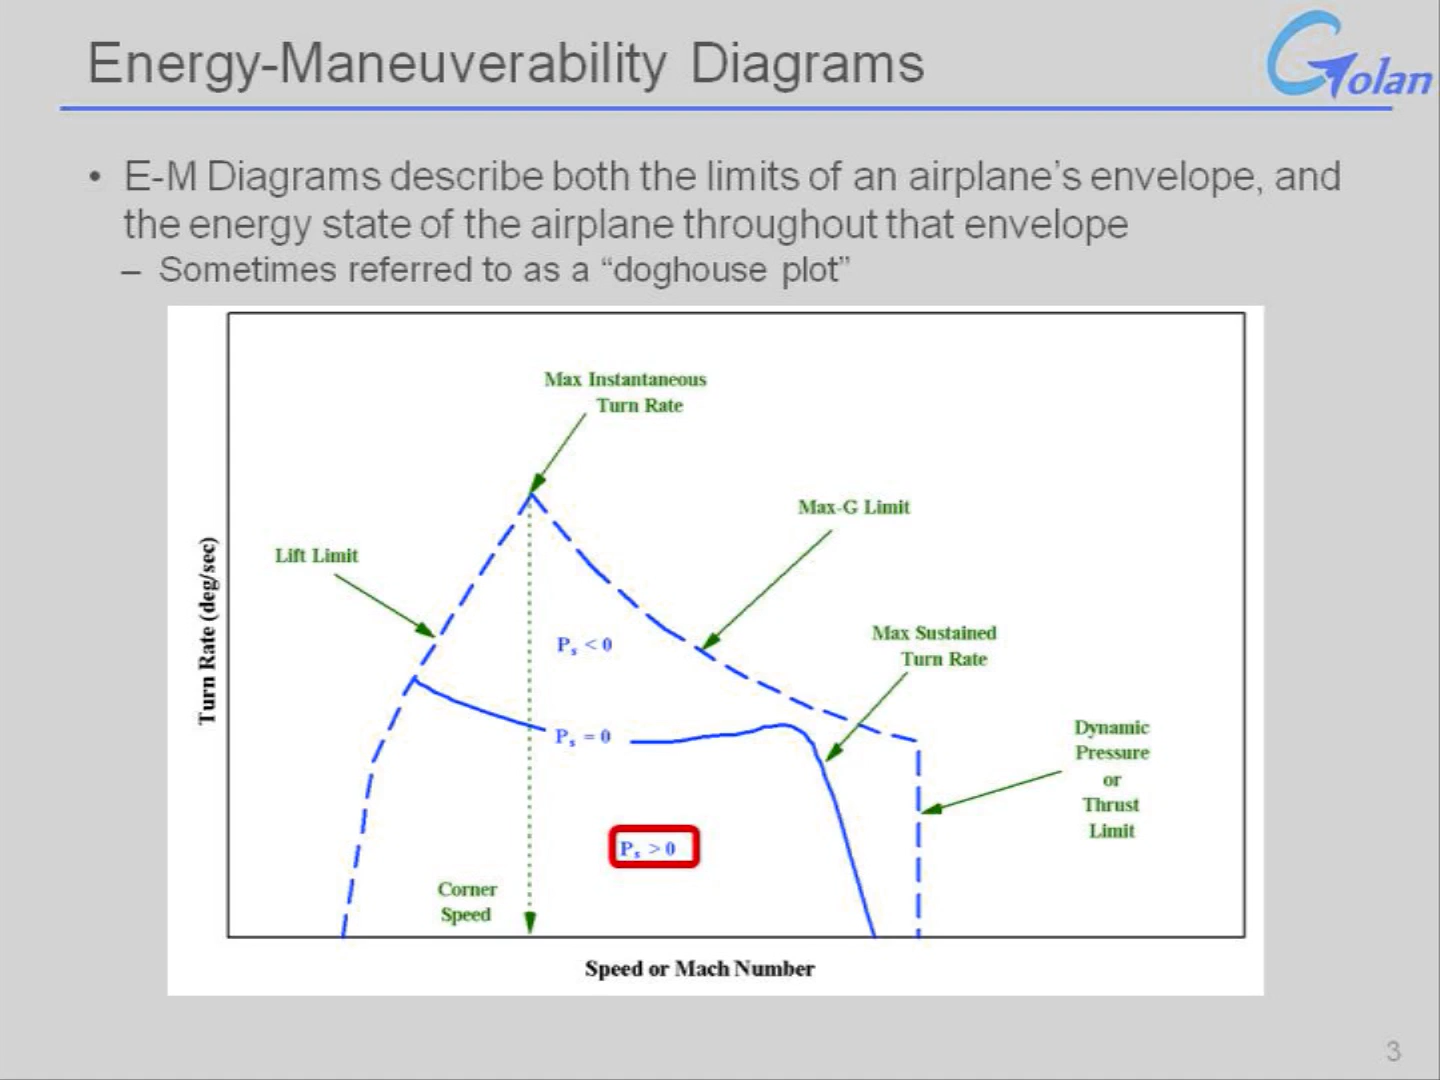 Energy-Maneuverability Diagrams
Golan
• E-M Diagrams describe both the limits of an airplane’s envelope, and
the energy state of the airplane throughout that envelope
– Sometimes referred to as a “doghouse plot”
Max Instantaneous
Turn Rate
Max-G Limit
Lift Limit
Max Sustained
Turn Rate
Ps < 0
Ps = 0
Dynamic
Pressure
or
Thrust
Limit
Ps > 0
Corner
Speed
Turn Rate (deg/sec)
Speed or Mach Number
3